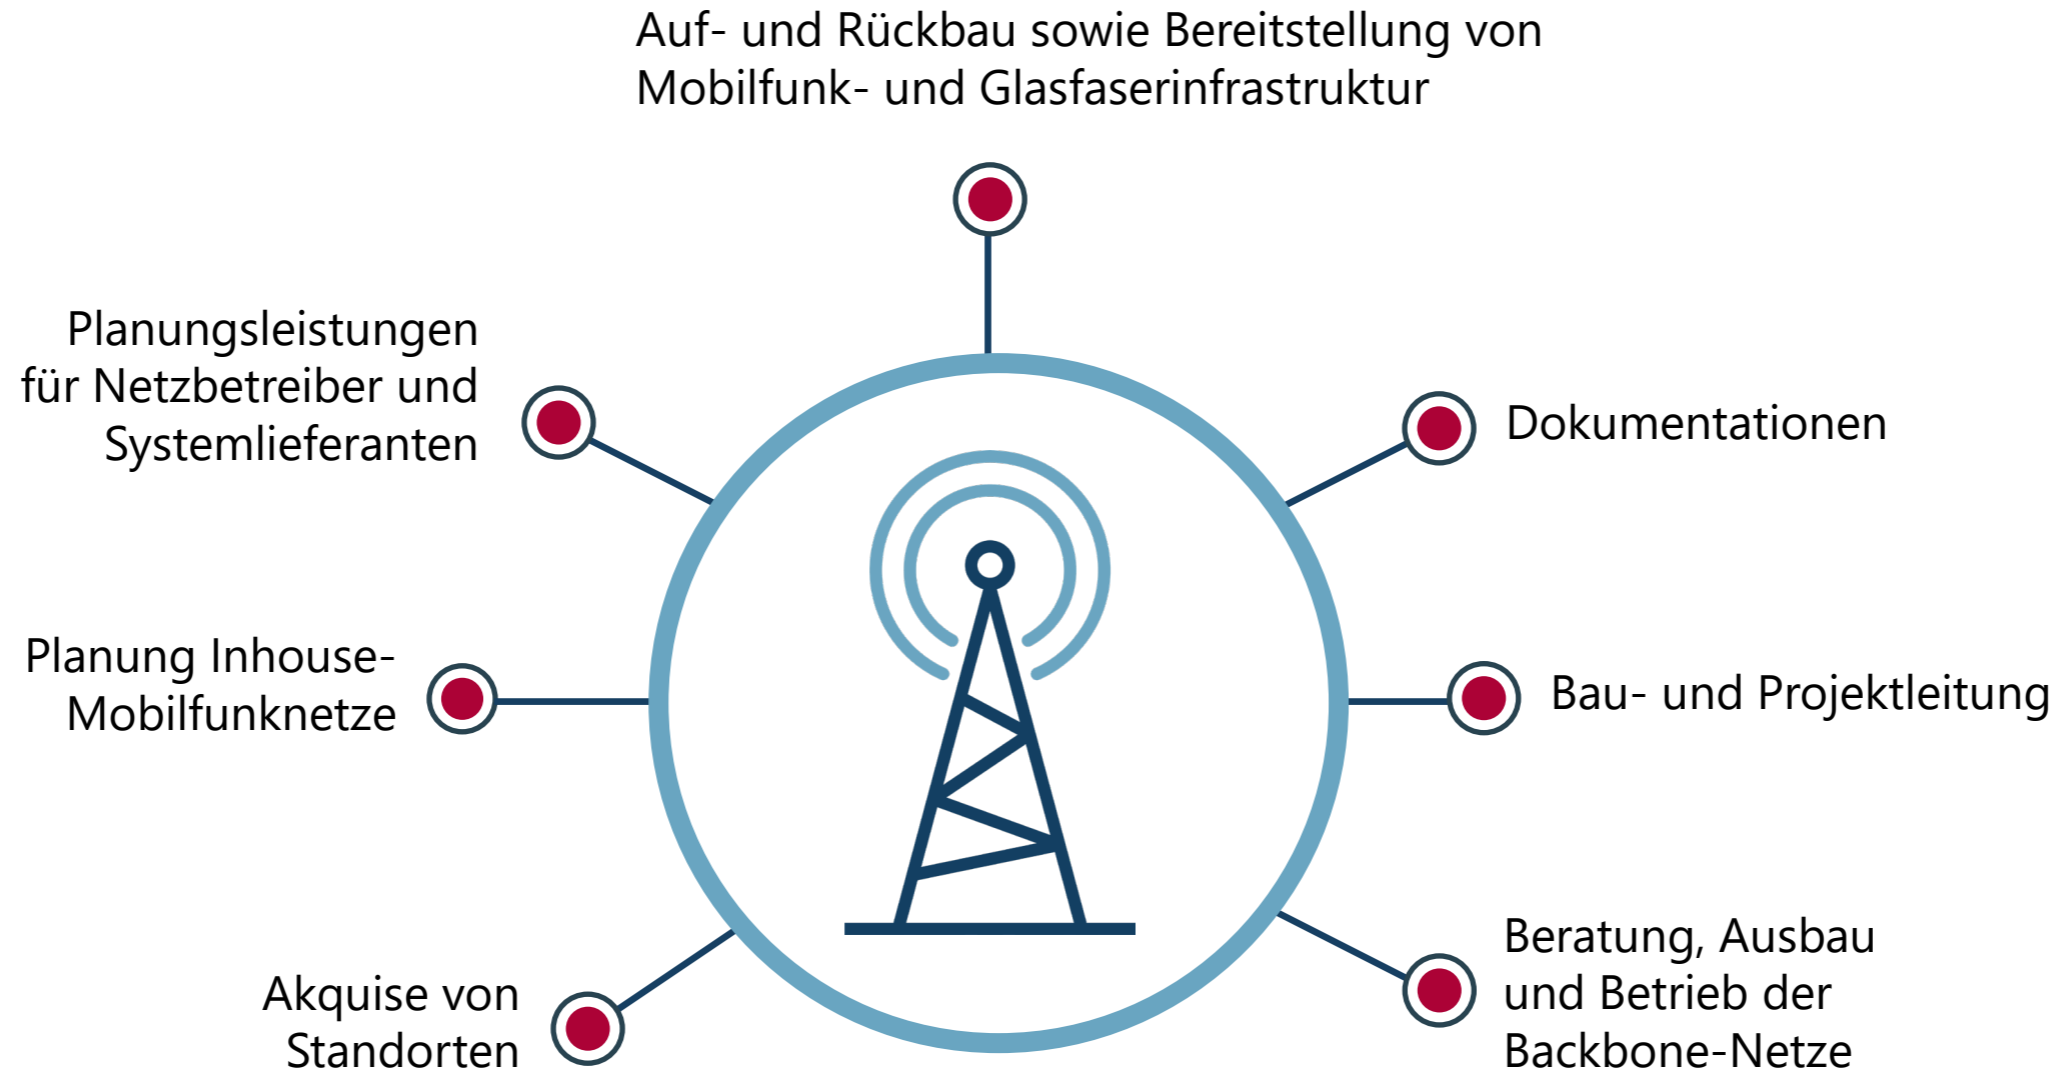 Auf- und Rückbau sowie Bereitstellung von
Mobilfunk- und Glasfaserinfrastruktur
Planungsleistungen
für Netzbetreiber und
Systemlieferanten
Dokumentationen
Planung Inhouse-
Mobilfunknetze
Bau- und Projektleitung
Akquise von
Standorten
Beratung, Ausbau
und Betrieb der
Backbone-Netze